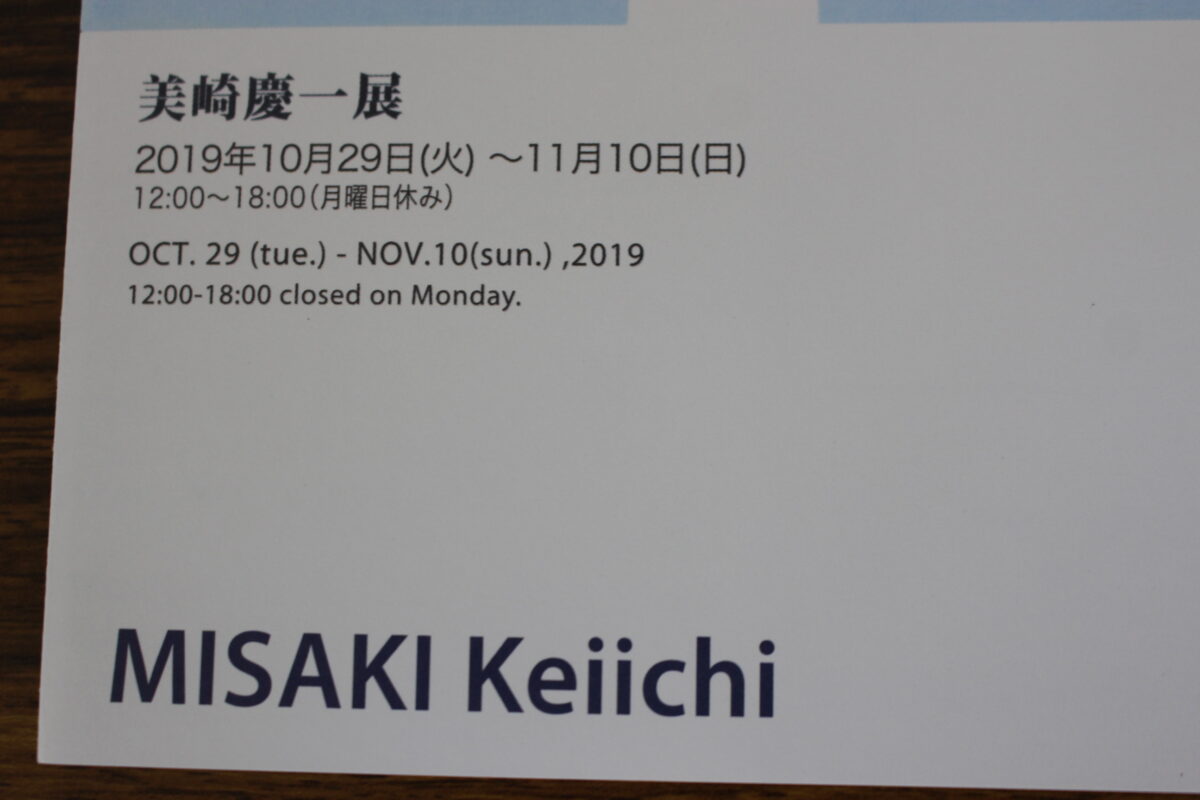 美崎慶一展
2019年10月29日(火) ～11月10日(日)
12:00～18:00(月曜日休み)
OCT. 29 (tue.) - NOV.10(sun.) ,2019
12:00-18:00 closed on Monday.
MISAKI Keiichi